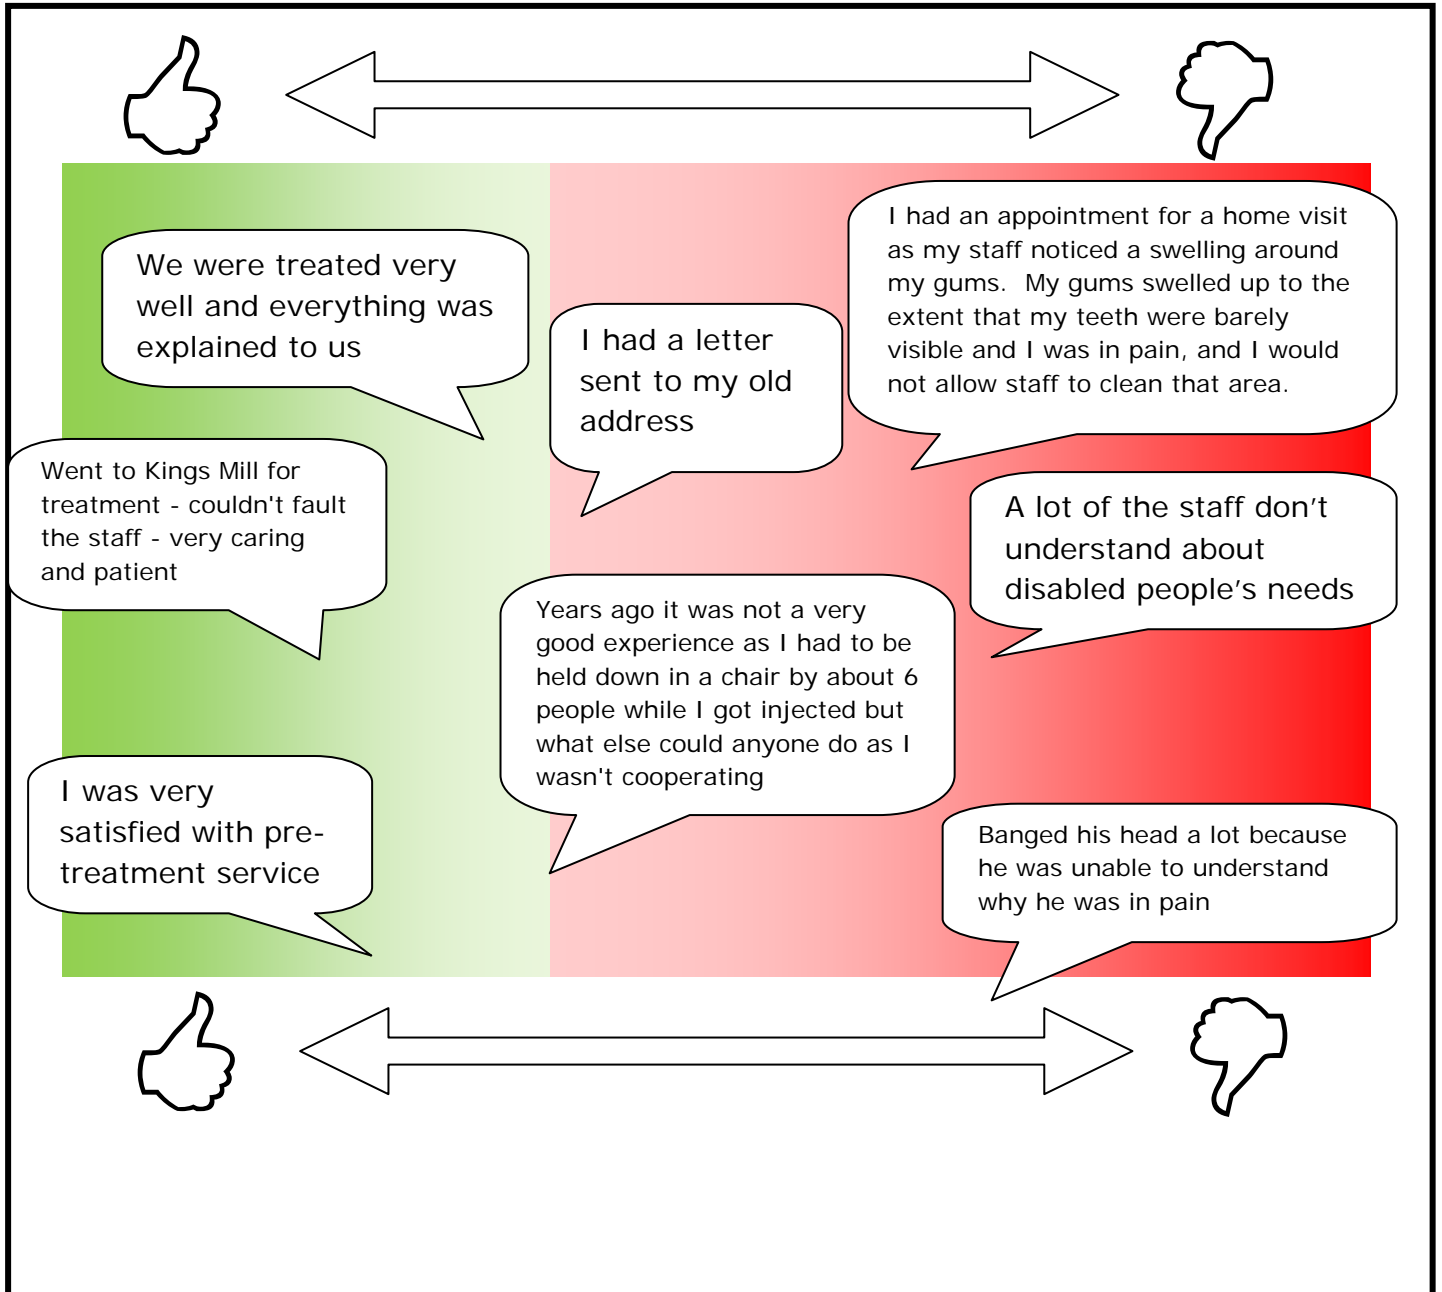 We were treated very
well and everything was
explained to us
I had a letter
sent to my old
address
I had an appointment for a home visit
as my staff noticed a swelling around
my gums.  My gums swelled up to the
extent that my teeth were barely
visible and I was in pain, and I would
not allow staff to clean that area.
Went to Kings Mill for
treatment - couldn't fault
the staff - very caring
and patient
A lot of the staff don’t
understand about
disabled people’s needs
Years ago it was not a very
good experience as I had to be
held down in a chair by about 6
people while I got injected but
what else could anyone do as I
wasn't cooperating
I was very
satisfied with pre-
treatment service
Banged his head a lot because
he was unable to understand
why he was in pain